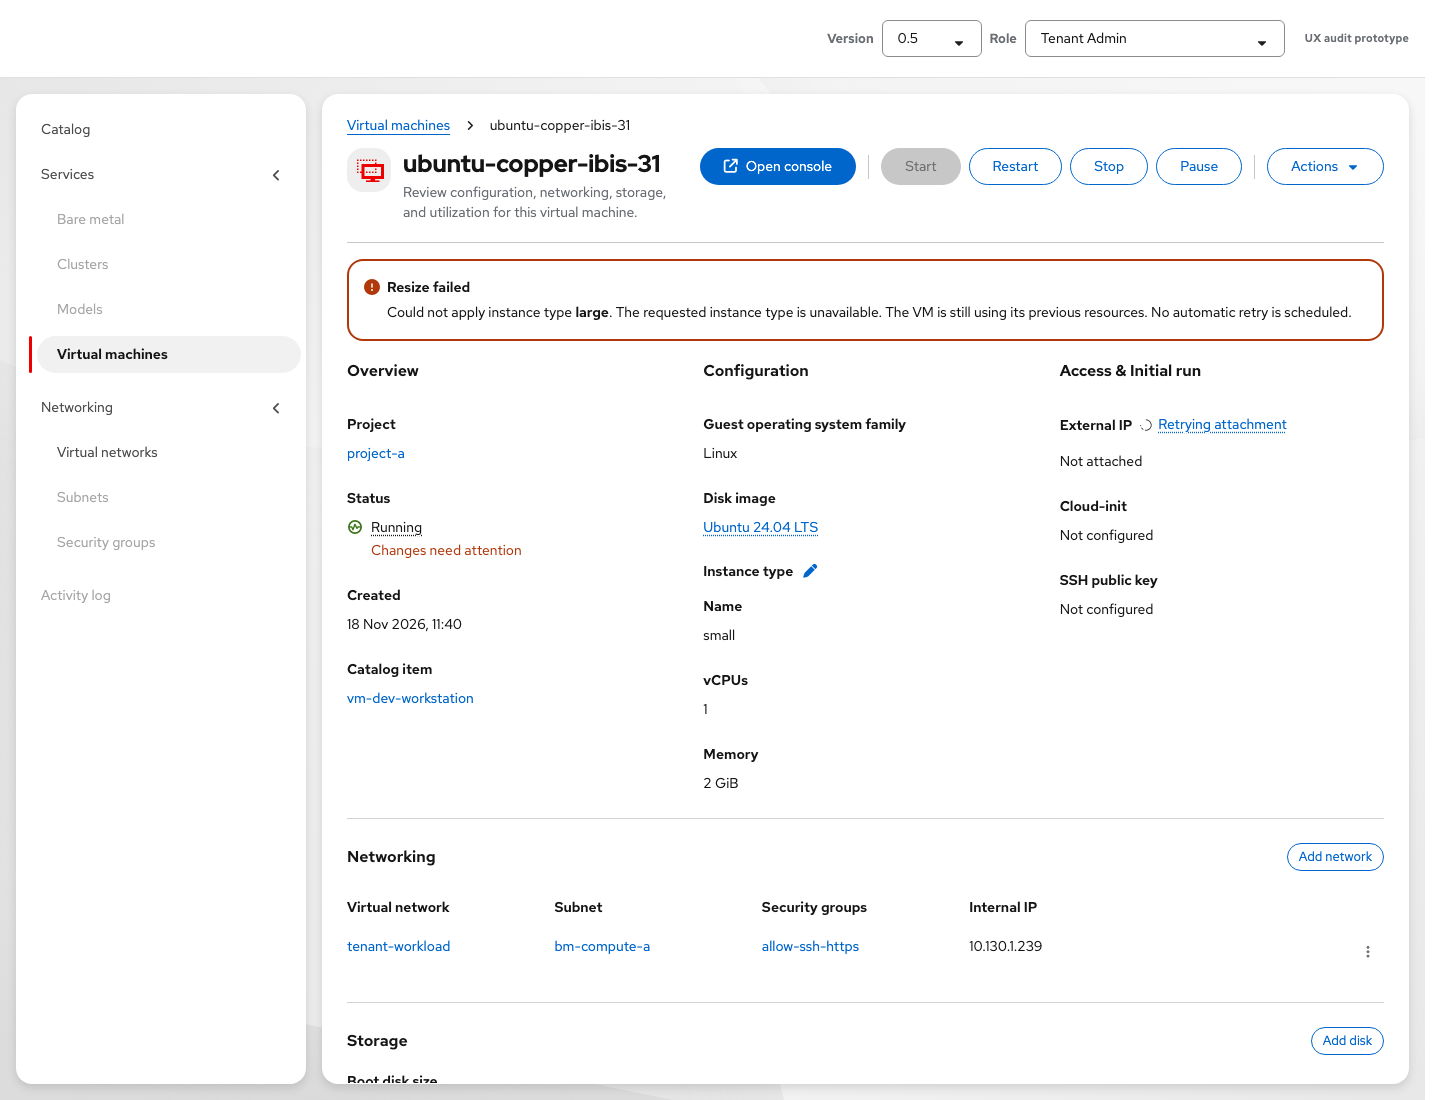 Version 0.5 Role Tenant Admin UX audit prototype
Catalog
Services
Bare metal
Clusters
Models
Virtual machines
Networking
Virtual networks
Subnets
Security groups
Activity log
Virtual machines > ubuntu-copper-ibis-31
ubuntu-copper-ibis-31
Review configuration, networking, storage,
and utilization for this virtual machine.
Open console Start Restart Stop Pause Actions
Resize failed
Could not apply instance type large. The requested instance type is unavailable. The VM is still using its previous resources. No automatic retry is scheduled.
Overview
Project
project-a
Status
Running
Changes need attention
Created
18 Nov 2026, 11:40
Catalog item
vm-dev-workstation
Configuration
Guest operating system family
Linux
Disk image
Ubuntu 24.04 LTS
Instance type
Name
small
vCPUs
1
Memory
2 GiB
Access & Initial run
External IP Retrying attachment
Not attached
Cloud-init
Not configured
SSH public key
Not configured
Networking Add network
Virtual network Subnet Security groups Internal IP
tenant-workload bm-compute-a allow-ssh-https 10.130.1.239
Storage Add disk
Boot disk size